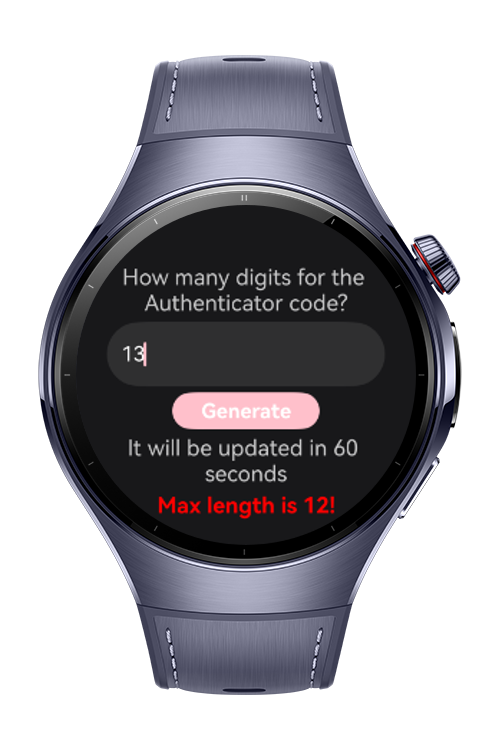 How many digits for the
Authenticator code?
13
Generate
It will be updated in 60
seconds
Max length is 12!